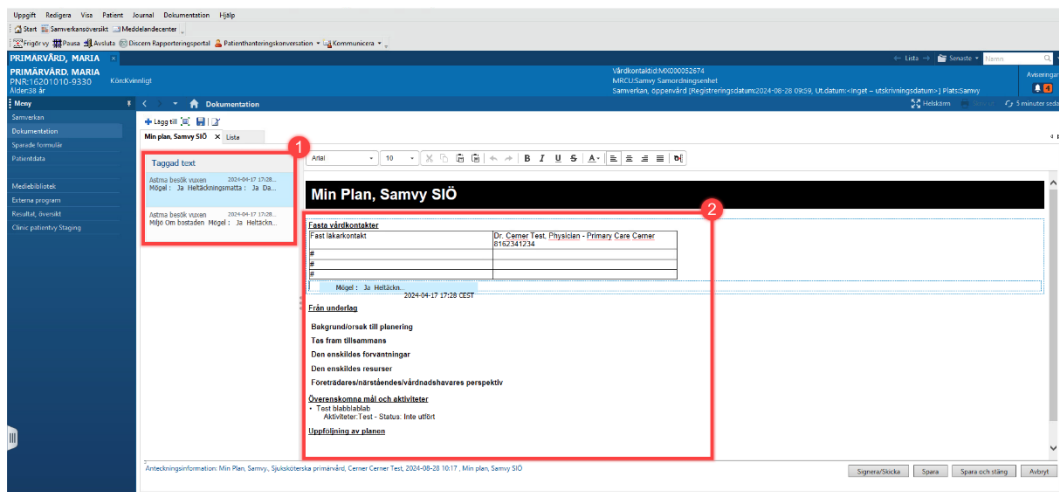 Uppgift Redigera Visa Patient Journal Dokumentation Hjälp
Start Samverkansöversikt Meddelandecenter
Frigör vy Pausa Avsluta Discern Rapporteringsportal Patienthanteringskonversation Kommunicera
PRIMÄRVÅRD, MARIA
Lista Senaste Namn
PRIMÄRVÅRD, MARIA
PNR:16201010-9330 Kön:Kvinnligt
Ålder:38 år
Vårdkontaktid:MX000052674
MRCU:Samvy Samordningsenhet
Samverkan, öppenvård [Registreringsdatum:2024-08-28 09:59, Ut.datum:<Inget – utskrivningsdatum>] Plats:Samvy
Aviseringar
4
Meny
Dokumentation
Helskärm
5 minuter seda
Samverkan
Dokumentation
Sparade formulär
Patientdata
Mediebibliotek
Externa program
Resultat, översikt
Clinic patientvy Staging
Lägg till
Min plan, Samvy SIÖ Lista
1
Taggad text
Astma besök vuxen 2024-04-17 17:28...
Mögel : Ja Heltäckningsmatta : Ja Da...
Astma besök vuxen 2024-04-17 17:28...
Miljö Om bostaden Mögel : Ja Heltäckn...
Arial 10 B I U S A
Min Plan, Samvy SIÖ
2
Fasta vårdkontakter
Fast läkarkontakt Dr. Cerner Test, Physician - Primary Care Cerner
8162341234
#
#
#
Mögel : Ja Heltäckn...
2024-04-17 17:28 CEST
Från underlag
Bakgrund/orsak till planering
Tas fram tillsammans
Den enskildes förväntningar
Den enskildes resurser
Företrädares/närståendes/vårdnadshavares perspektiv
Överenskomna mål och aktiviteter
• Test blabblablab
Aktiviteter:Test - Status: Inte utfört
Uppföljning av planen
Anteckningsinformation: Min Plan, Samvy., Sjuksköterska primärvård, Cerner Cerner Test, 2024-08-28 10:17 , Min plan, Samvy SIÖ
Signera/Skicka Spara Spara och stäng Avbryt